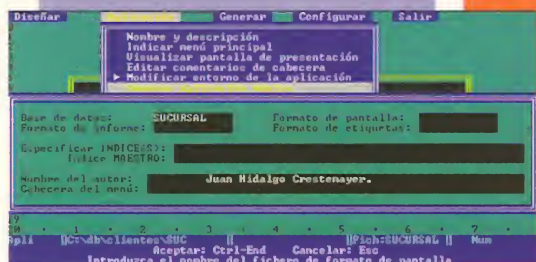 Diseñar Generar Configurar Salir
Nombre y descripción
Indicar menú principal
Visualizar pantalla de presentación
Editar comentarios de cabecera
Modificar entorno de la aplicación
Base de datos: SUCURSAL Formato de pantalla:
Formato de informe: Formato de etiquetas:
Especificar INDICE(S):
Indice MAESTRO:
Nombre del autor: Juan Hidalgo Crestenayer.
Cabecera del menú:
Apli C:\db\clientes\SUC Fich:SUCURSAL Num
Aceptar: Ctrl-End Cancelar: Esc
Introduzca el nombre del fichero de formato de pantalla